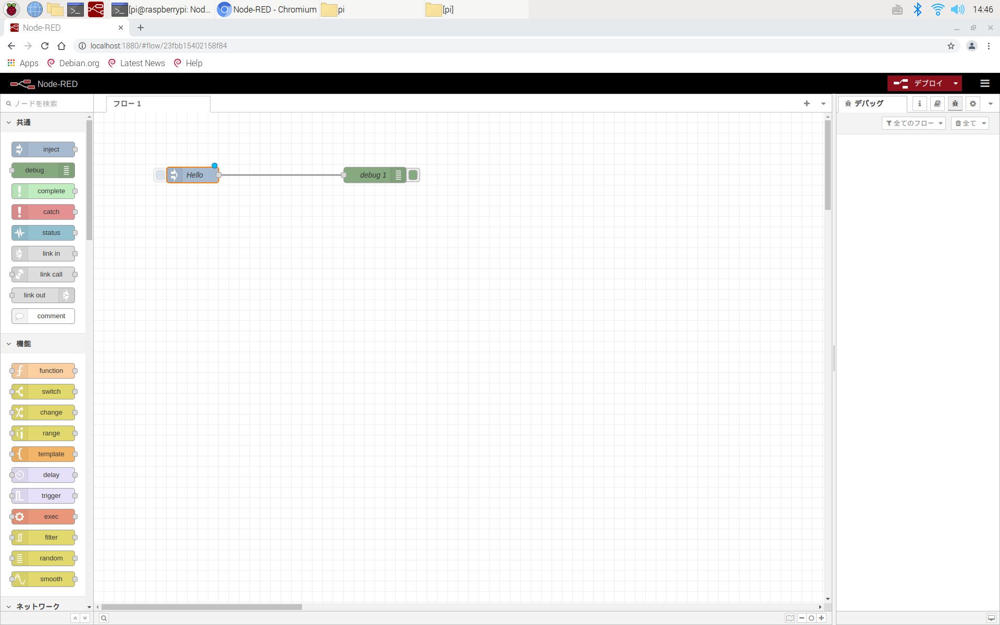 [pi@raspberrypi: Nod...
Node-RED - Chromium
pi
[pi]
14:46
Node-RED
localhost:1880/#flow/23fbb15402158f84
Apps
Debian.org
Latest News
Help
Node-RED
デプロイ
ノードを検索
フロー 1
デバッグ
全てのフロー
全て
共通
inject
debug
complete
catch
status
link in
link call
link out
comment
機能
function
switch
change
range
template
delay
trigger
exec
filter
random
smooth
ネットワーク
Hello
debug 1